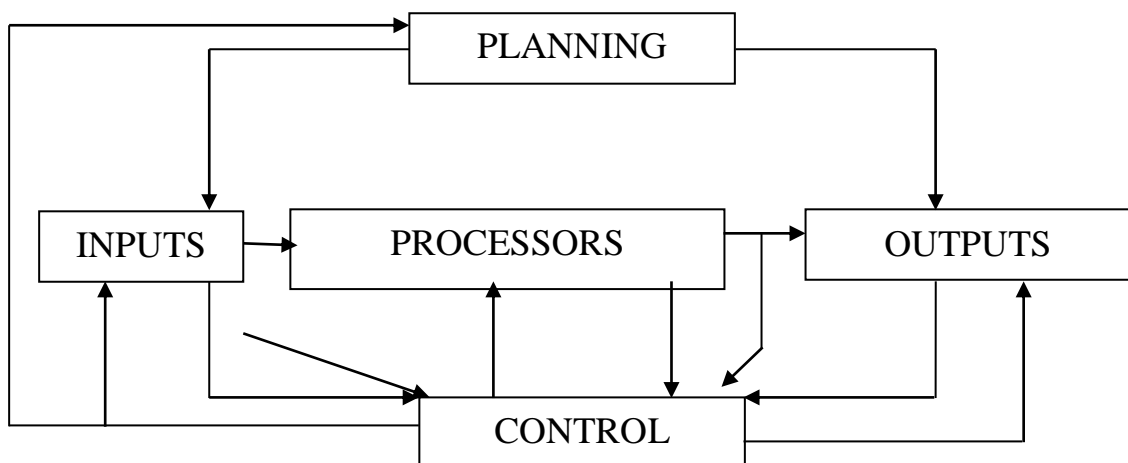 PLANNING
INPUTS
PROCESSORS
OUTPUTS
CONTROL